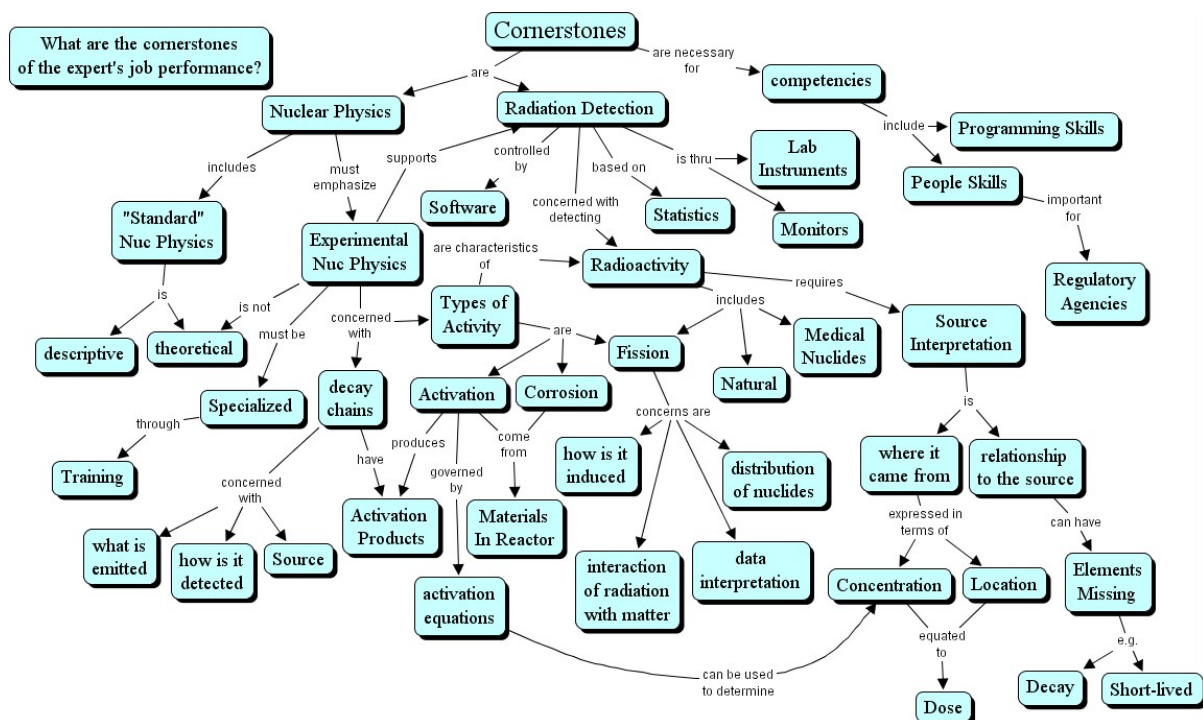 Cornerstones
What are the cornerstones
of the expert's job performance?
are necessary
for
are
competencies
Nuclear Physics
Radiation Detection
include
Programming Skills
includes
must
emphasize
supports
controlled
by
based on
is thru
Lab
Instruments
People Skills
important
for
Software
concerned with
detecting
Statistics
Monitors
"Standard"
Nuc Physics
Experimental
Nuc Physics
are characteristics
of
Radioactivity
requires
Regulatory
Agencies
is
is not
must be
concerned
with
Types of
Activity
are
includes
Medical
Nuclides
Source
Interpretation
descriptive
theoretical
Fission
Natural
Specialized
decay
chains
Activation
Corrosion
is
through
have
produces
governed
by
come
from
concerns are
Training
how is it
induced
distribution
of nuclides
where it
came from
relationship
to the source
concerned
with
Activation
Products
Materials
In Reactor
expressed in
terms of
can have
what is
emitted
how is it
detected
Source
interaction
of radiation
with matter
data
interpretation
Concentration
Location
Elements
Missing
activation
equations
equated
to
e.g.
can be used
to determine
Dose
Decay
Short-lived